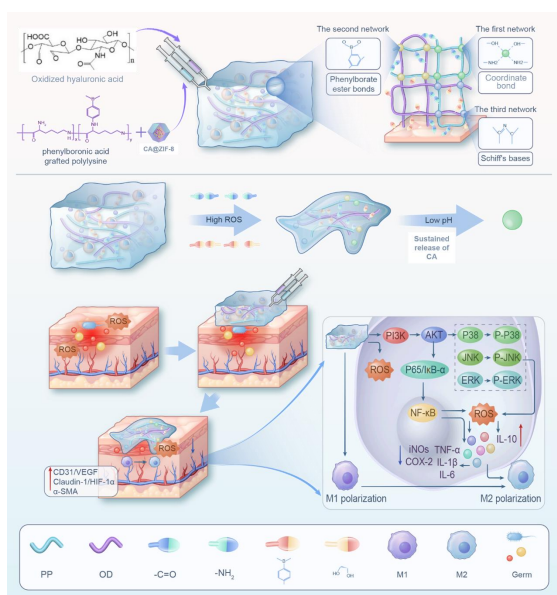 The second network
The first network
HOOC
HO
OH
O
NH
n
Oxidized hyaluronic acid
Phenylborate
ester bonds
Coordinate
bond
The third network
Schiff's bases
NH
phenylboronic acid
grafted polylysine
CA@ZIF-8
High ROS
Low pH
Sustained
release of
CA
ROS
ROS
ROS
CD31/VEGF
Claudin-1/HIF-1α
α-SMA
PI3K
AKT
P38
P-P38
ROS
P65/IκB-α
JNK
P-JNK
ERK
P-ERK
NF-κB
ROS
iNOs
COX-2
TNF-α
IL-1β
IL-6
IL-10
M1 polarization
M2 polarization
PP
OD
-C=O
-NH2
M1
M2
Germ